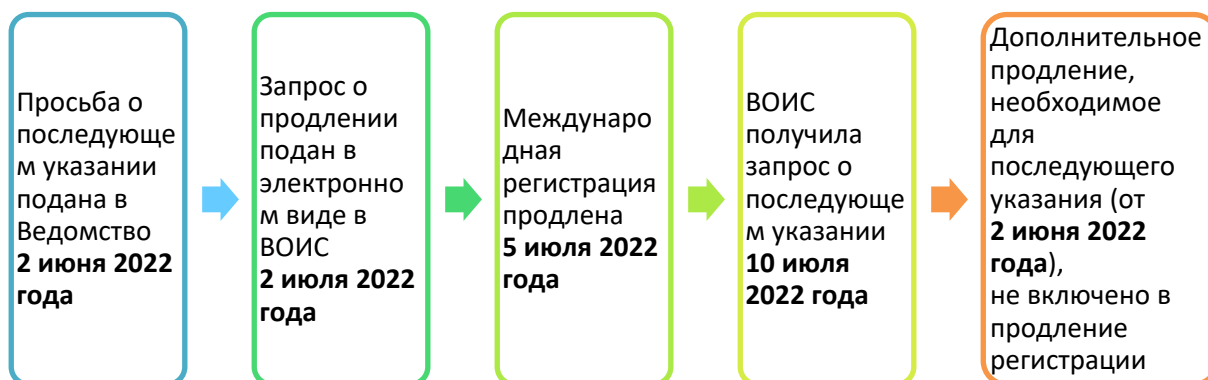 Просьба о
последующе
м указании
подана в
Ведомство
2 июня 2022
года
Запрос о
продлении
подан в
электронно
м виде в
ВОИС
2 июля 2022
года
Междунаро
дная
регистрация
продлена
5 июля 2022
года
ВОИС
получила
запрос о
последующе
м указании
10 июля
2022 года
Дополнительное
продление,
необходимое
для
последующего
указания (от
2 июня 2022
года),
не включено в
продление
регистрации